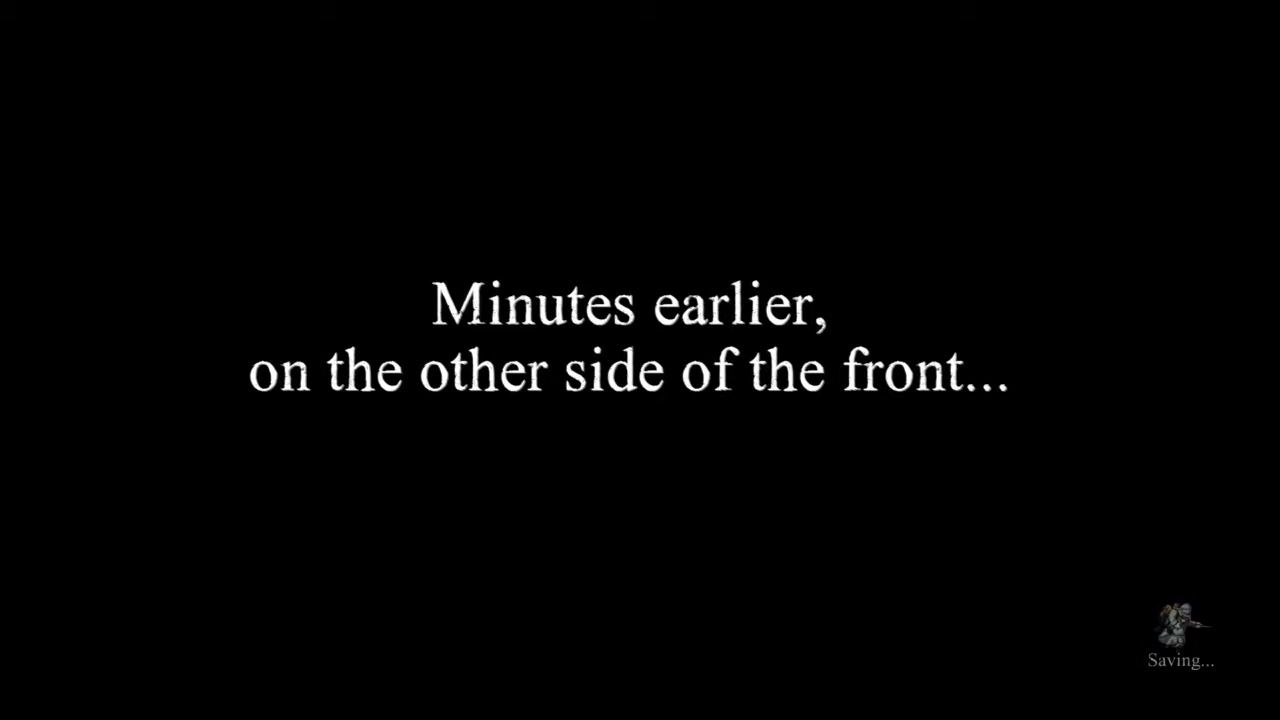 Minutes earlier,
on the other side of the front...
Saving...